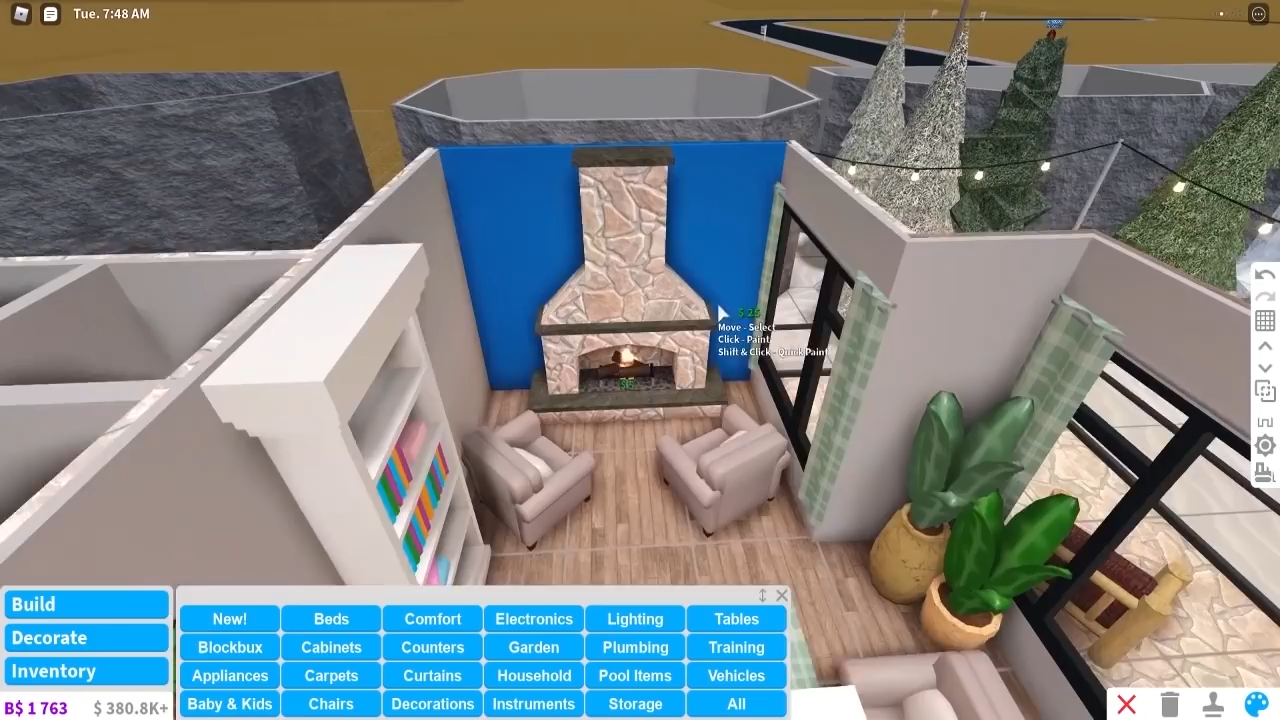 Tue. 7:48 AM
$ 25
Move - Select
Click - Paint
Shift & Click - Quick Paint
$5
Build
Decorate
Inventory
B$ 1 763
$ 380.8K+
New!
Beds
Comfort
Electronics
Lighting
Tables
Blockbux
Cabinets
Counters
Garden
Plumbing
Training
Appliances
Carpets
Curtains
Household
Pool Items
Vehicles
Baby & Kids
Chairs
Decorations
Instruments
Storage
All